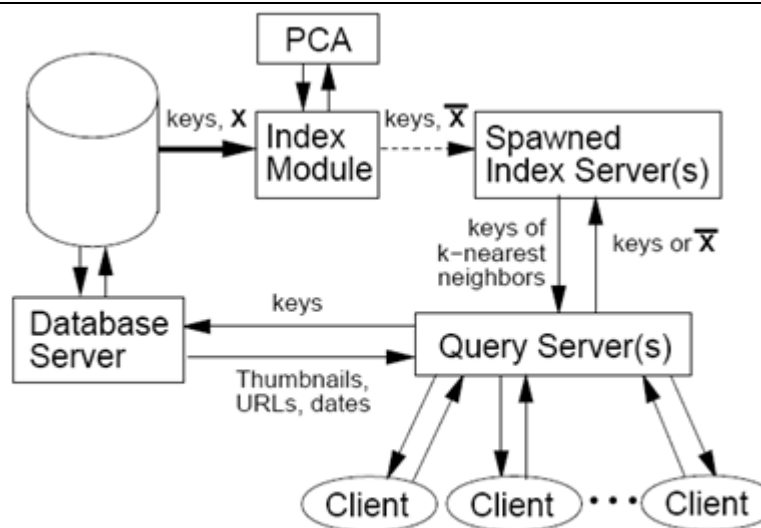 PCA
keys, X
Index
Module
keys, X̅
Spawned
Index Server(s)
keys of
k-nearest
neighbors
keys or X̅
Database
Server
keys
Thumbnails,
URLs, dates
Query Server(s)
Client
Client
•••
Client